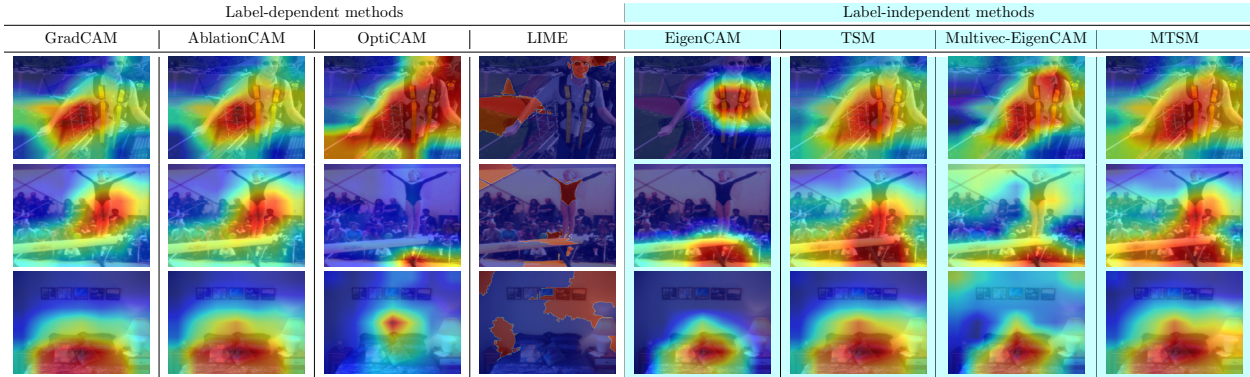 Label-dependent methods Label-independent methods
GradCAM AblationCAM OptiCAM LIME EigenCAM TSM Multivec-EigenCAM MTSM